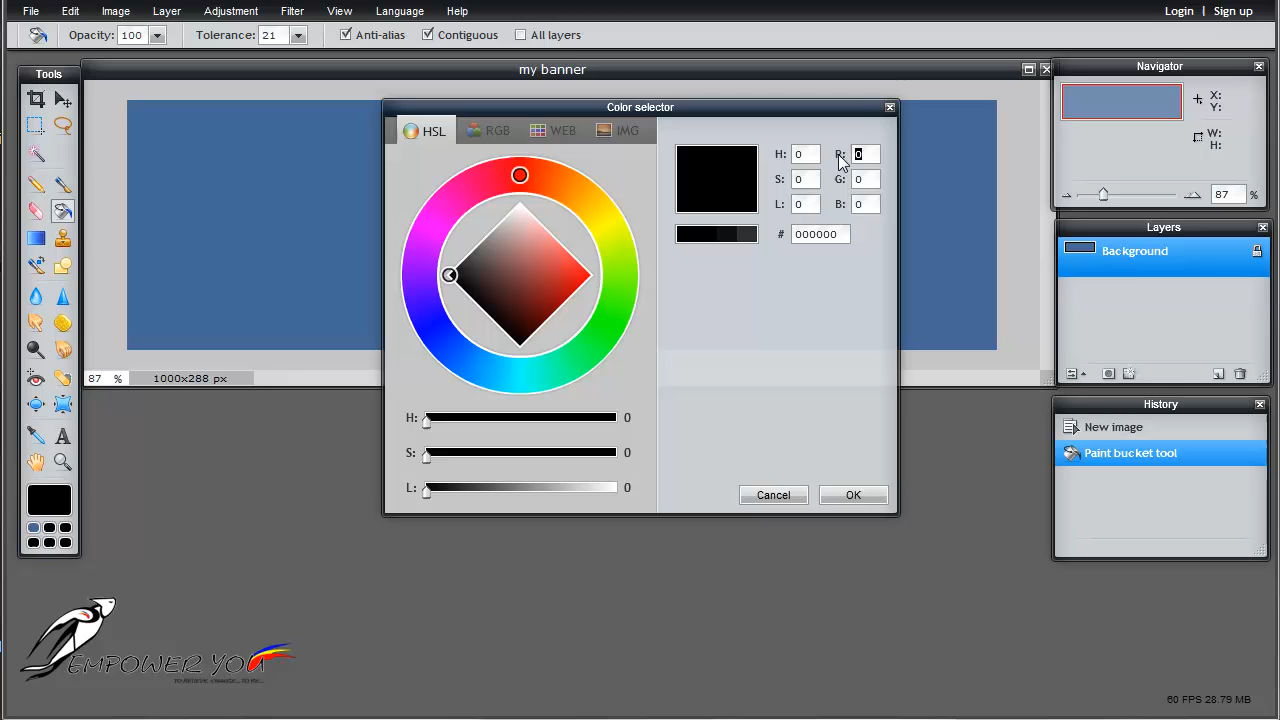 File Edit Image Layer Adjustment Filter View Language Help Login | Sign up
Opacity: 100 Tolerance: 21 Anti-alias Contiguous All layers
Tools
my banner
Navigator
X:
Y:
W:
H:
87 %
Color selector
HSL RGB WEB IMG
H: 0 R: 0
S: 0 G: 0
L: 0 B: 0
# 000000
H: 0
S: 0
L: 0
Cancel OK
87 % 1000x288 px
Layers
Background
History
New image
Paint bucket tool
EMPOWER YOU
60 FPS 28.79 MB